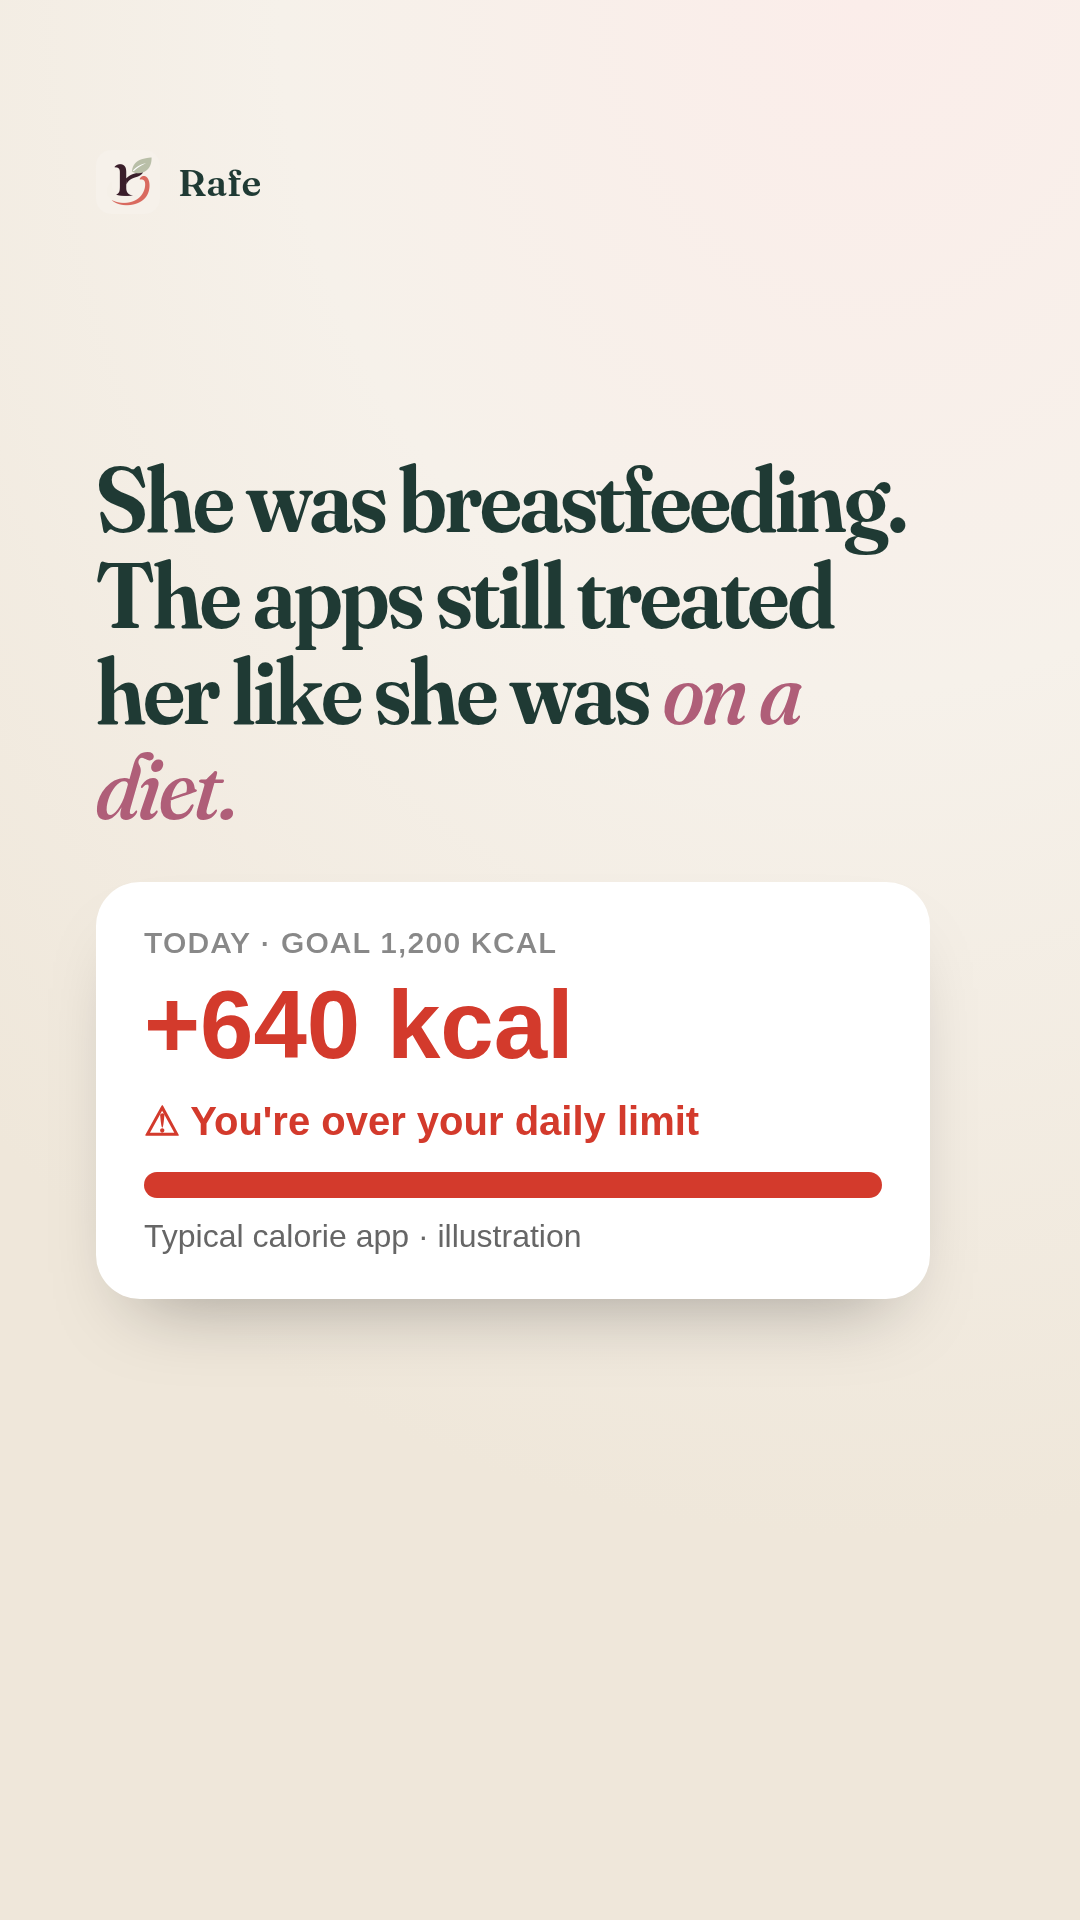 Rafe
She was breastfeeding.
The apps still treated
her like she was on a
diet.
TODAY · GOAL 1,200 KCAL
+640 kcal
⚠ You're over your daily limit
Typical calorie app · illustration